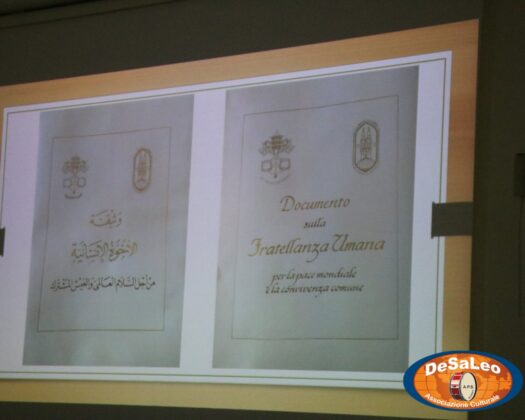 وثيقة
الأخوة الإنسانية
من أجل السلام العالمي والعيش المشترك
Documento
sulla
Fratellanza Umana
per la pace mondiale
e la convivenza comune
DeSaLeo
A.P.S.
Associazione Culturale